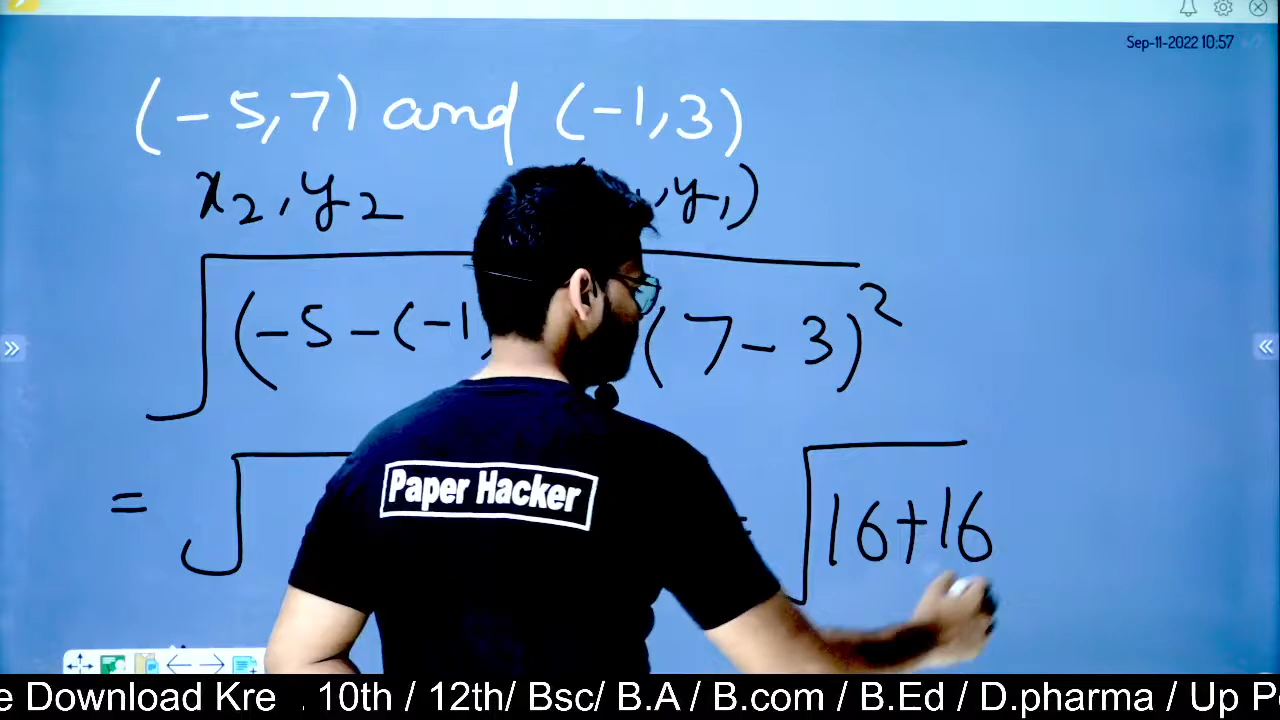 Sep-11-2022 10:57
(-5,7) and (-1,3)
x₂,y₂ ,y₁)
√(-5-(-1 (7-3)²
= √ √16+16
Paper Hacker
e Download Kre . 10th / 12th/ Bsc/ B.A / B.com / B.Ed / D.pharma / Up P